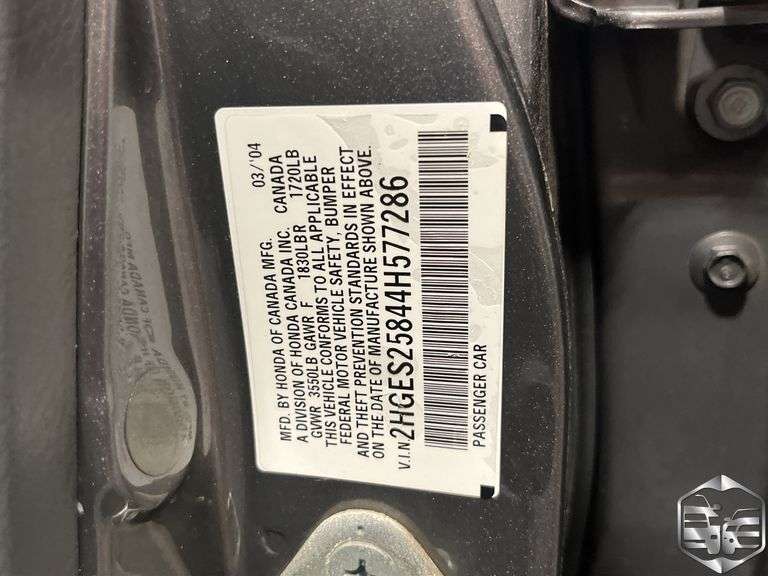 MFD. BY HONDA OF CANADA MFG. 03/'04
A DIVISION OF HONDA CANADA INC. CANADA
GVWR 3550LB GAWR F 1830LBR 1720LB
THIS VEHICLE CONFORMS TO ALL APPLICABLE
FEDERAL MOTOR VEHICLE SAFETY, BUMPER
AND THEFT PREVENTION STANDARDS IN EFFECT
ON THE DATE OF MANUFACTURE SHOWN ABOVE.
V.I.N 2HGES25844H577286
PASSENGER CAR